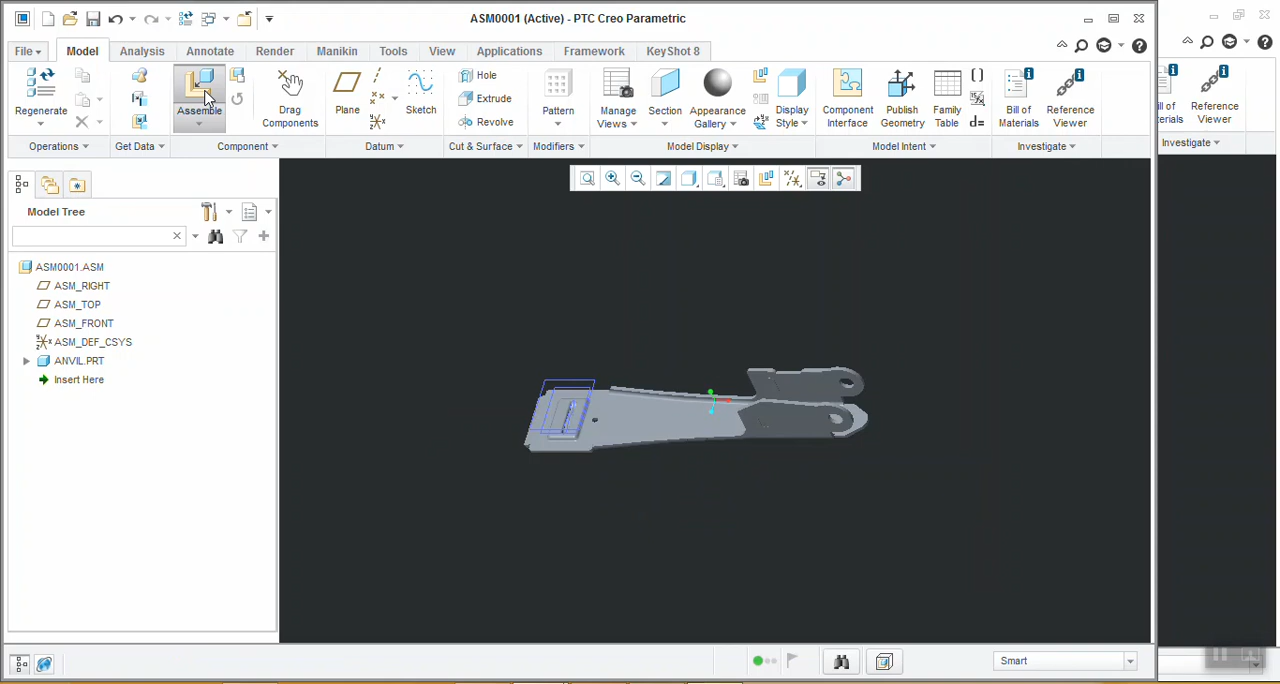 ASM0001 (Active) - PTC Creo Parametric
File Model Analysis Annotate Render Manikin Tools View Applications Framework KeyShot 8
Regenerate Assemble Drag Components Plane Sketch Hole Extrude Revolve Pattern Manage Views Section Appearance Gallery Display Style Component Interface Publish Geometry Family Table Bill of Materials Reference Viewer
ill of terials Reference Viewer
Operations Get Data Component Datum Cut & Surface Modifiers Model Display Model Intent Investigate Investigate
Model Tree
ASM0001.ASM
ASM_RIGHT
ASM_TOP
ASM_FRONT
ASM_DEF_CSYS
ANVIL.PRT
Insert Here
Smart